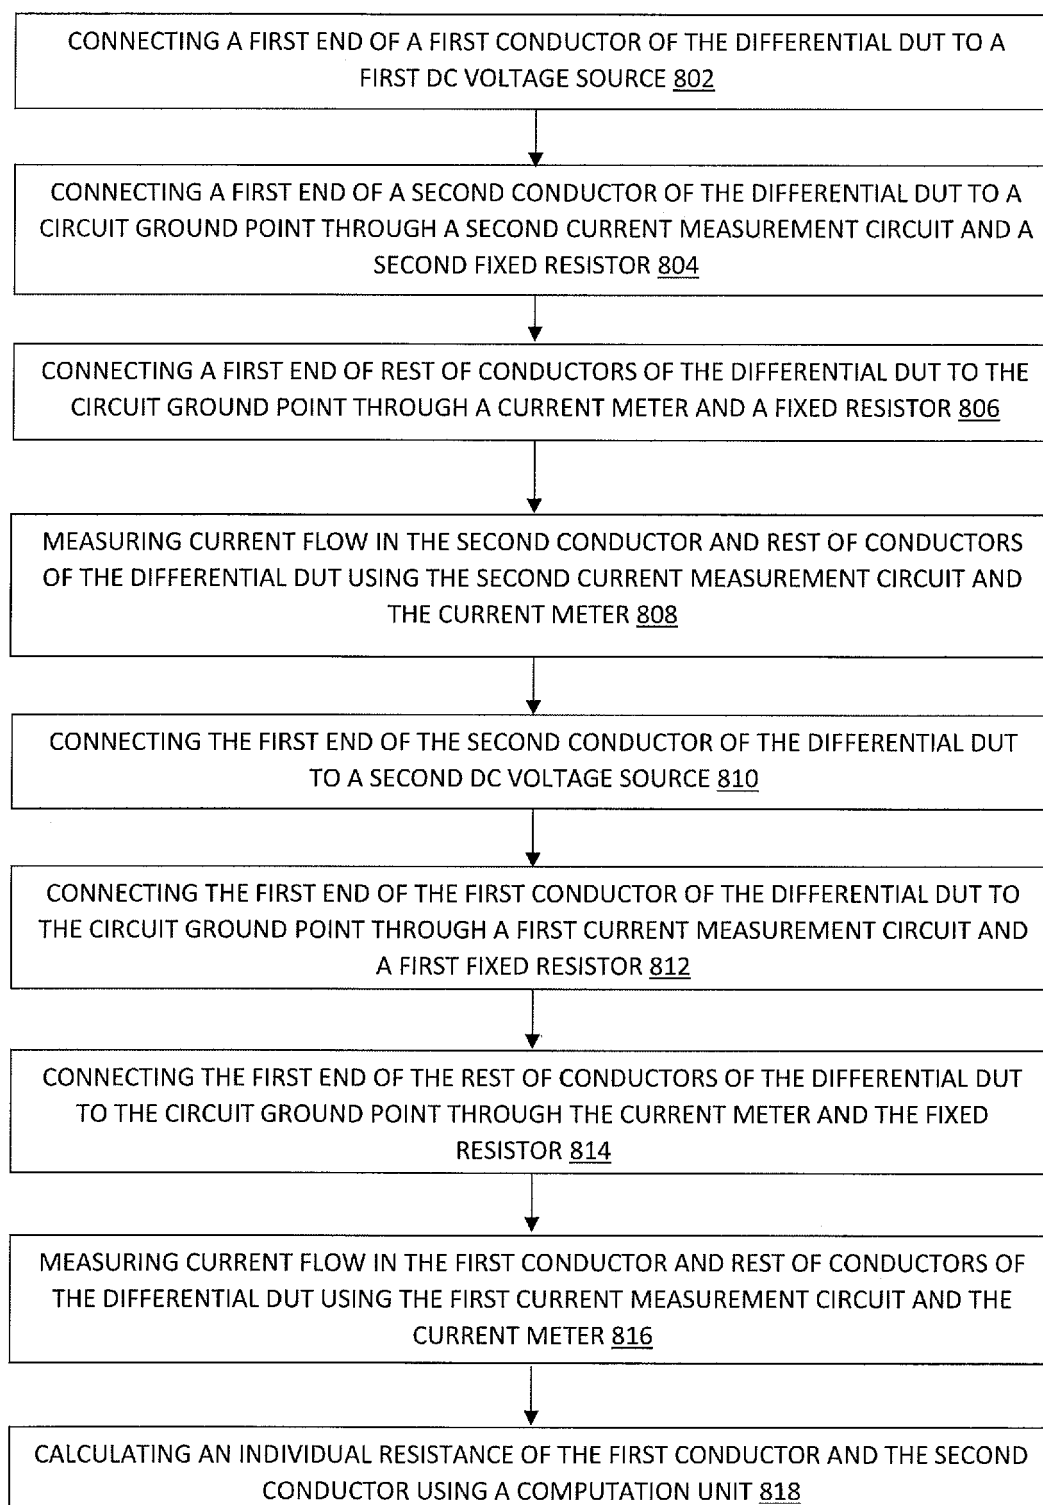 CONNECTING A FIRST END OF A FIRST CONDUCTOR OF THE DIFFERENTIAL DUT TO A
FIRST DC VOLTAGE SOURCE 802
CONNECTING A FIRST END OF A SECOND CONDUCTOR OF THE DIFFERENTIAL DUT TO A
CIRCUIT GROUND POINT THROUGH A SECOND CURRENT MEASUREMENT CIRCUIT AND A
SECOND FIXED RESISTOR 804
CONNECTING A FIRST END OF REST OF CONDUCTORS OF THE DIFFERENTIAL DUT TO THE
CIRCUIT GROUND POINT THROUGH A CURRENT METER AND A FIXED RESISTOR 806
MEASURING CURRENT FLOW IN THE SECOND CONDUCTOR AND REST OF CONDUCTORS
OF THE DIFFERENTIAL DUT USING THE SECOND CURRENT MEASUREMENT CIRCUIT AND
THE CURRENT METER 808
CONNECTING THE FIRST END OF THE SECOND CONDUCTOR OF THE DIFFERENTIAL DUT
TO A SECOND DC VOLTAGE SOURCE 810
CONNECTING THE FIRST END OF THE FIRST CONDUCTOR OF THE DIFFERENTIAL DUT TO
THE CIRCUIT GROUND POINT THROUGH A FIRST CURRENT MEASUREMENT CIRCUIT AND
A FIRST FIXED RESISTOR 812
CONNECTING THE FIRST END OF THE REST OF CONDUCTORS OF THE DIFFERENTIAL DUT
TO THE CIRCUIT GROUND POINT THROUGH THE CURRENT METER AND THE FIXED
RESISTOR 814
MEASURING CURRENT FLOW IN THE FIRST CONDUCTOR AND REST OF CONDUCTORS OF
THE DIFFERENTIAL DUT USING THE FIRST CURRENT MEASUREMENT CIRCUIT AND THE
CURRENT METER 816
CALCULATING AN INDIVIDUAL RESISTANCE OF THE FIRST CONDUCTOR AND THE SECOND
CONDUCTOR USING A COMPUTATION UNIT 818